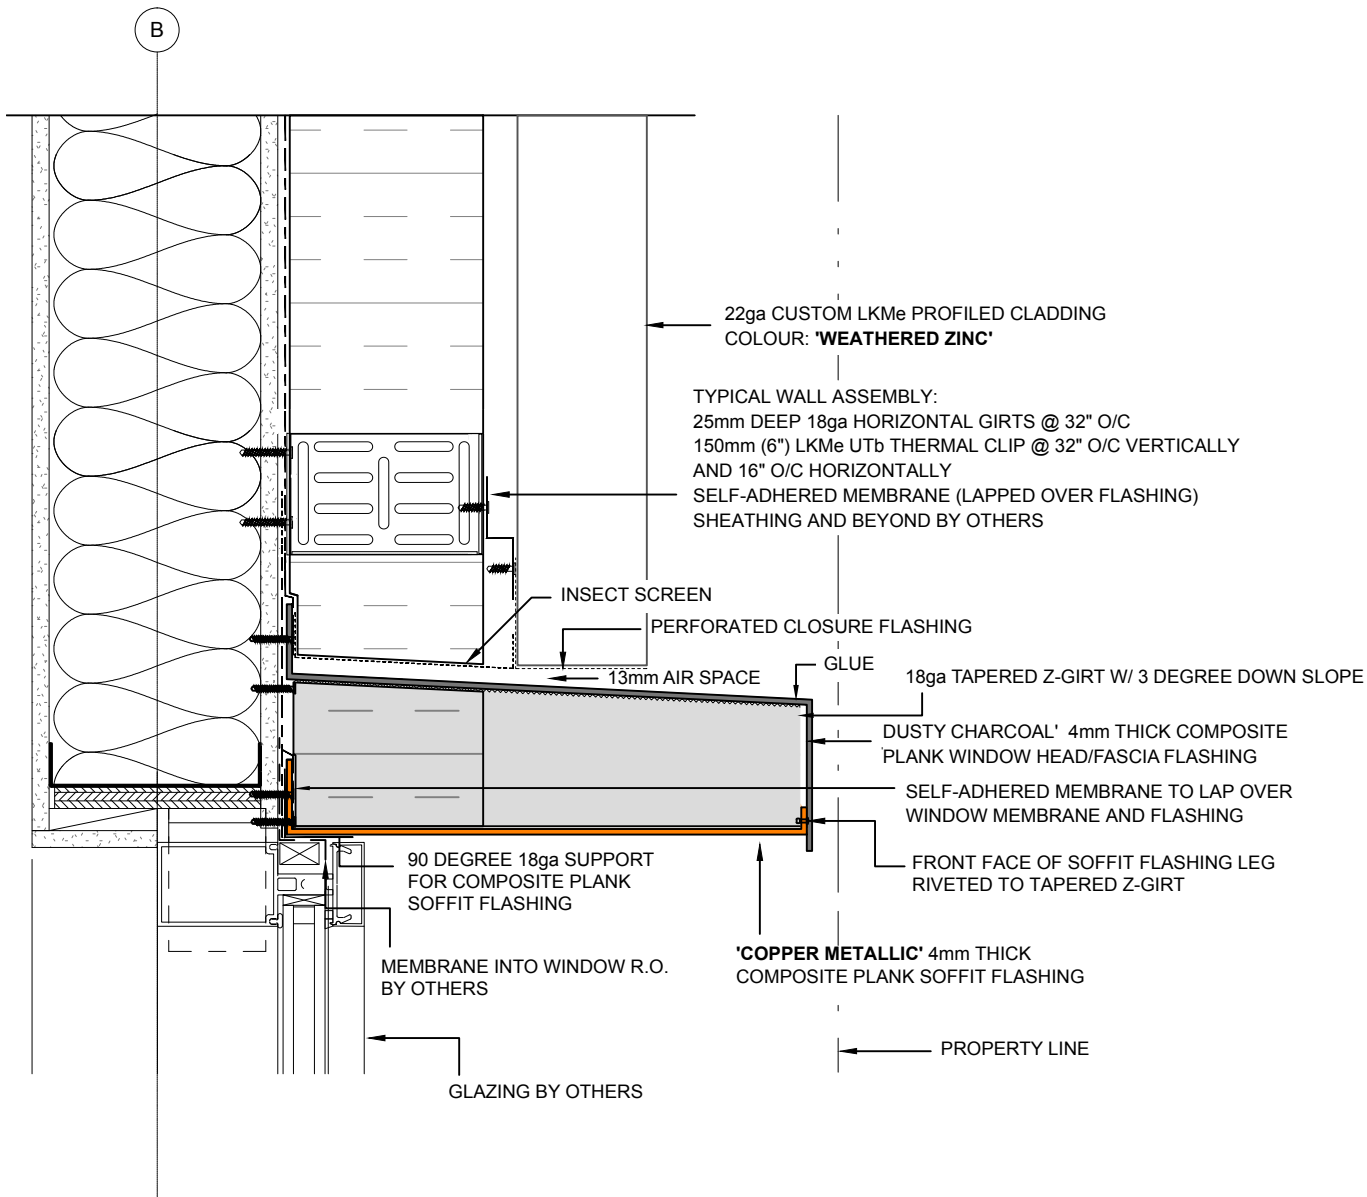 B
22ga CUSTOM LKMe PROFILED CLADDING
COLOUR: 'WEATHERED ZINC'
TYPICAL WALL ASSEMBLY:
25mm DEEP 18ga HORIZONTAL GIRTS @ 32" O/C
150mm (6") LKMe UTb THERMAL CLIP @ 32" O/C VERTICALLY
AND 16" O/C HORIZONTALLY
SELF-ADHERED MEMBRANE (LAPPED OVER FLASHING)
SHEATHING AND BEYOND BY OTHERS
INSECT SCREEN
PERFORATED CLOSURE FLASHING
GLUE
13mm AIR SPACE
18ga TAPERED Z-GIRT W/ 3 DEGREE DOWN SLOPE
DUSTY CHARCOAL' 4mm THICK COMPOSITE
PLANK WINDOW HEAD/FASCIA FLASHING
SELF-ADHERED MEMBRANE TO LAP OVER
WINDOW MEMBRANE AND FLASHING
FRONT FACE OF SOFFIT FLASHING LEG
RIVETED TO TAPERED Z-GIRT
90 DEGREE 18ga SUPPORT
FOR COMPOSITE PLANK
SOFFIT FLASHING
'COPPER METALLIC' 4mm THICK
COMPOSITE PLANK SOFFIT FLASHING
MEMBRANE INTO WINDOW R.O.
BY OTHERS
PROPERTY LINE
GLAZING BY OTHERS